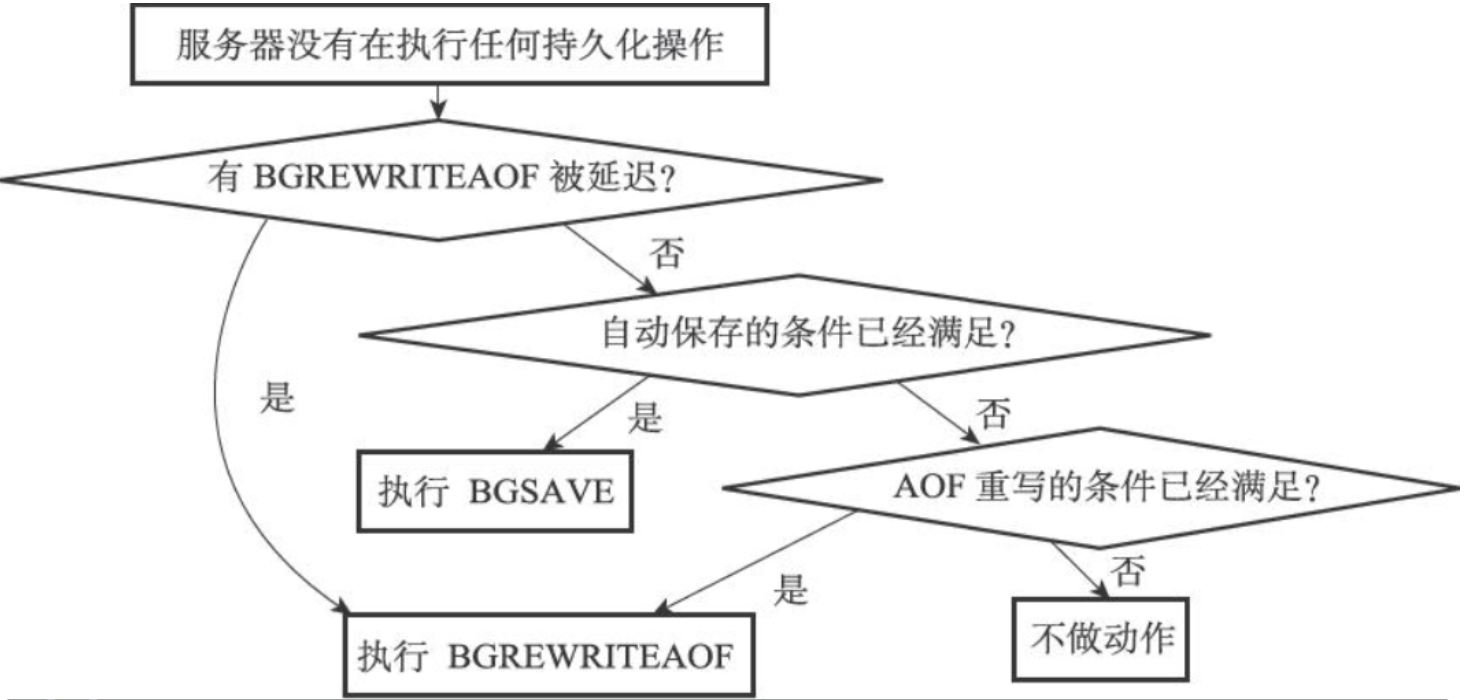 服务器没有在执行任何持久化操作
有 BGREWRITEAOF 被延迟?
否
自动保存的条件已经满足?
是
是
否
执行 BGSAVE
AOF 重写的条件已经满足?
是
否
执行 BGREWRITEAOF
不做动作